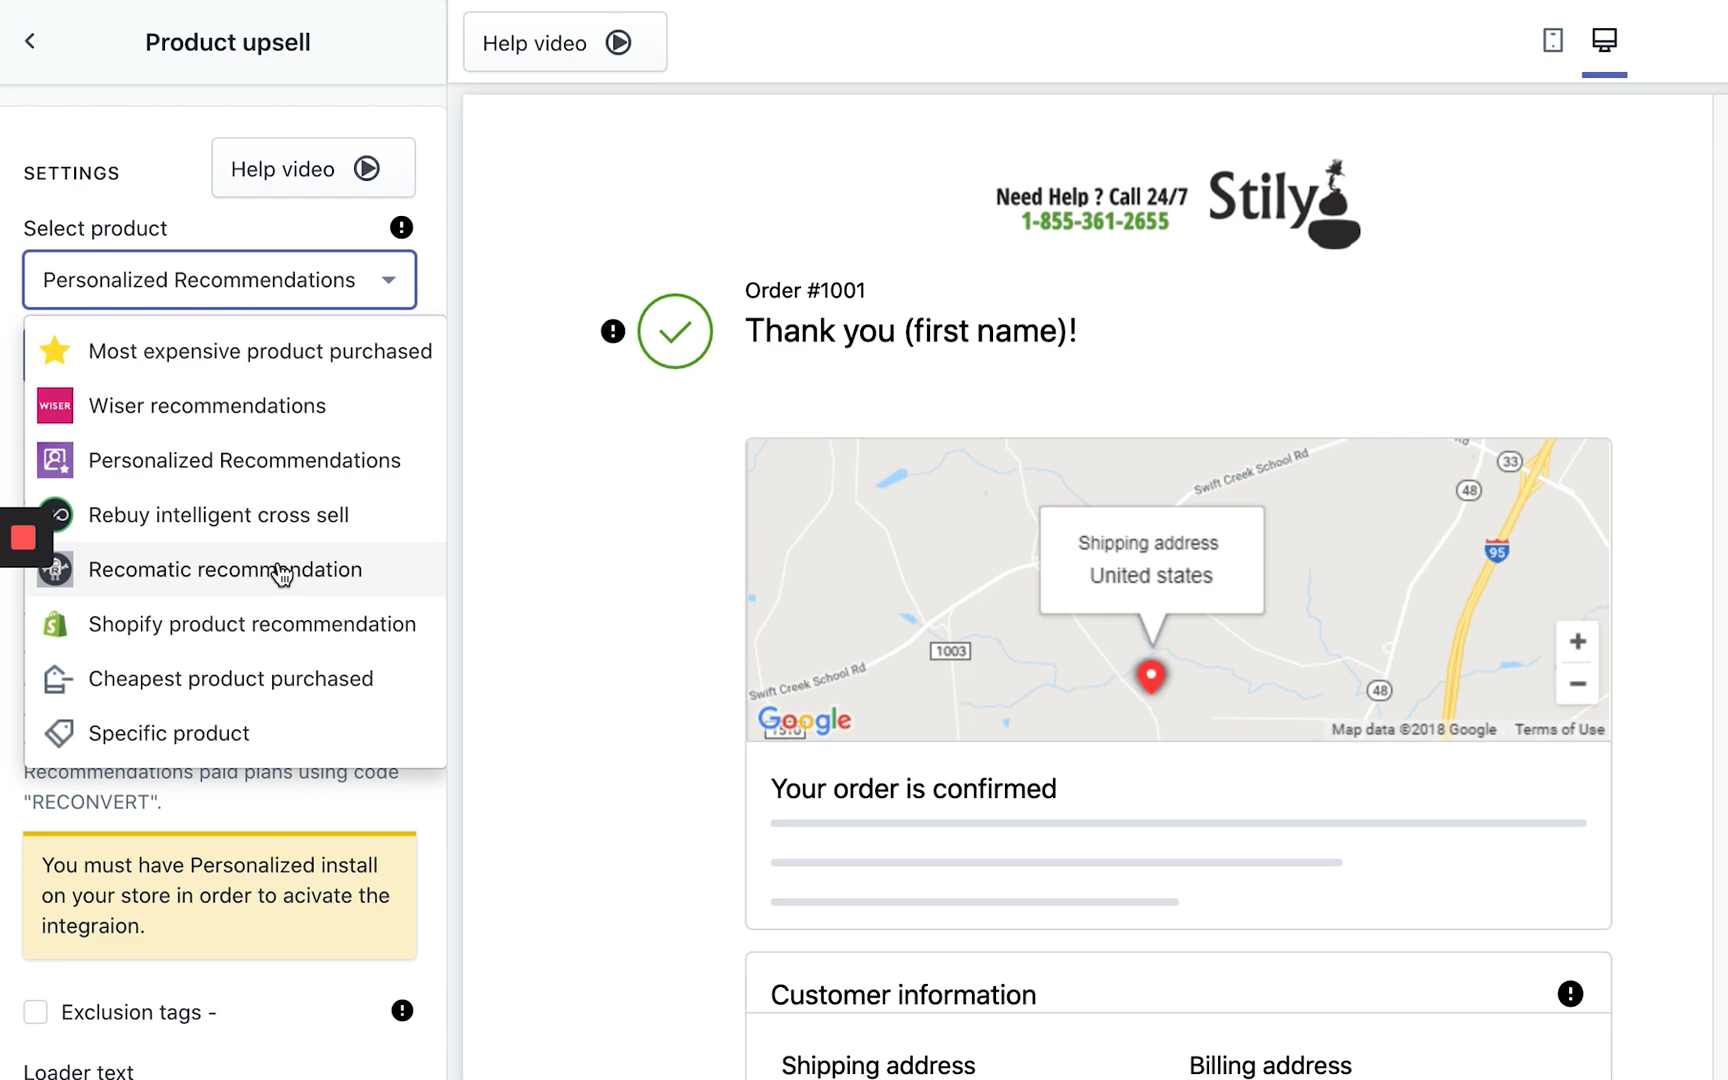 Product upsell
Help video
SETTINGS
Help video
Select product
Personalized Recommendations
Most expensive product purchased
WISER
Wiser recommendations
Personalized Recommendations
Rebuy intelligent cross sell
Recomatic recommendation
Shopify product recommendation
Cheapest product purchased
Specific product
Recommendations paid plans using code
"RECONVERT".
You must have Personalized install
on your store in order to acivate the
integraion.
Exclusion tags -
Loader text
Need Help ? Call 24/7
1-855-361-2655
Stily
Order #1001
Thank you (first name)!
Swift Creek School Rd
33
48
95
Shipping address
United states
1003
Swift Creek School Rd
48
Google
1510
Map data ©2018 Google
Terms of Use
Your order is confirmed
Customer information
Shipping address
Billing address